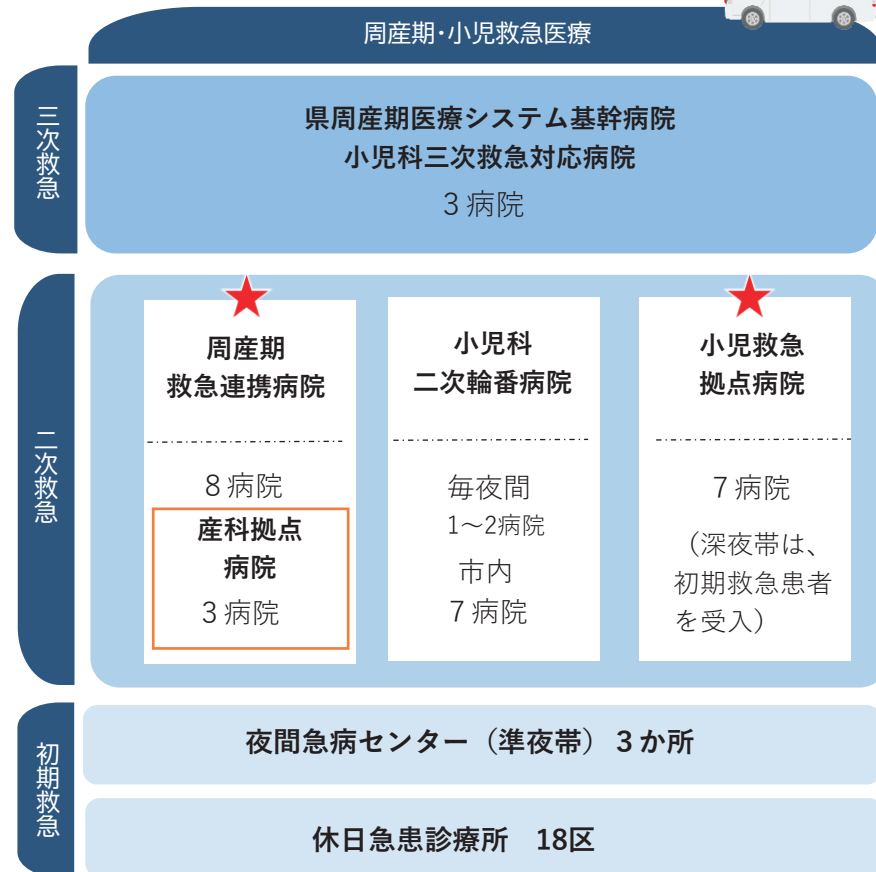 周産期･小児救急医療
三次救急
県周産期医療システム基幹病院
小児科三次救急対応病院
3 病院
二次救急
周産期
救急連携病院
8 病院
産科拠点
病院
3 病院
小児科
二次輪番病院
毎夜間
1～2病院
市内
7 病院
小児救急
拠点病院
7 病院
（深夜帯は、
初期救急患者
を受入）
初期救急
夜間急病センター（準夜帯）3 か所
休日急患診療所　18区